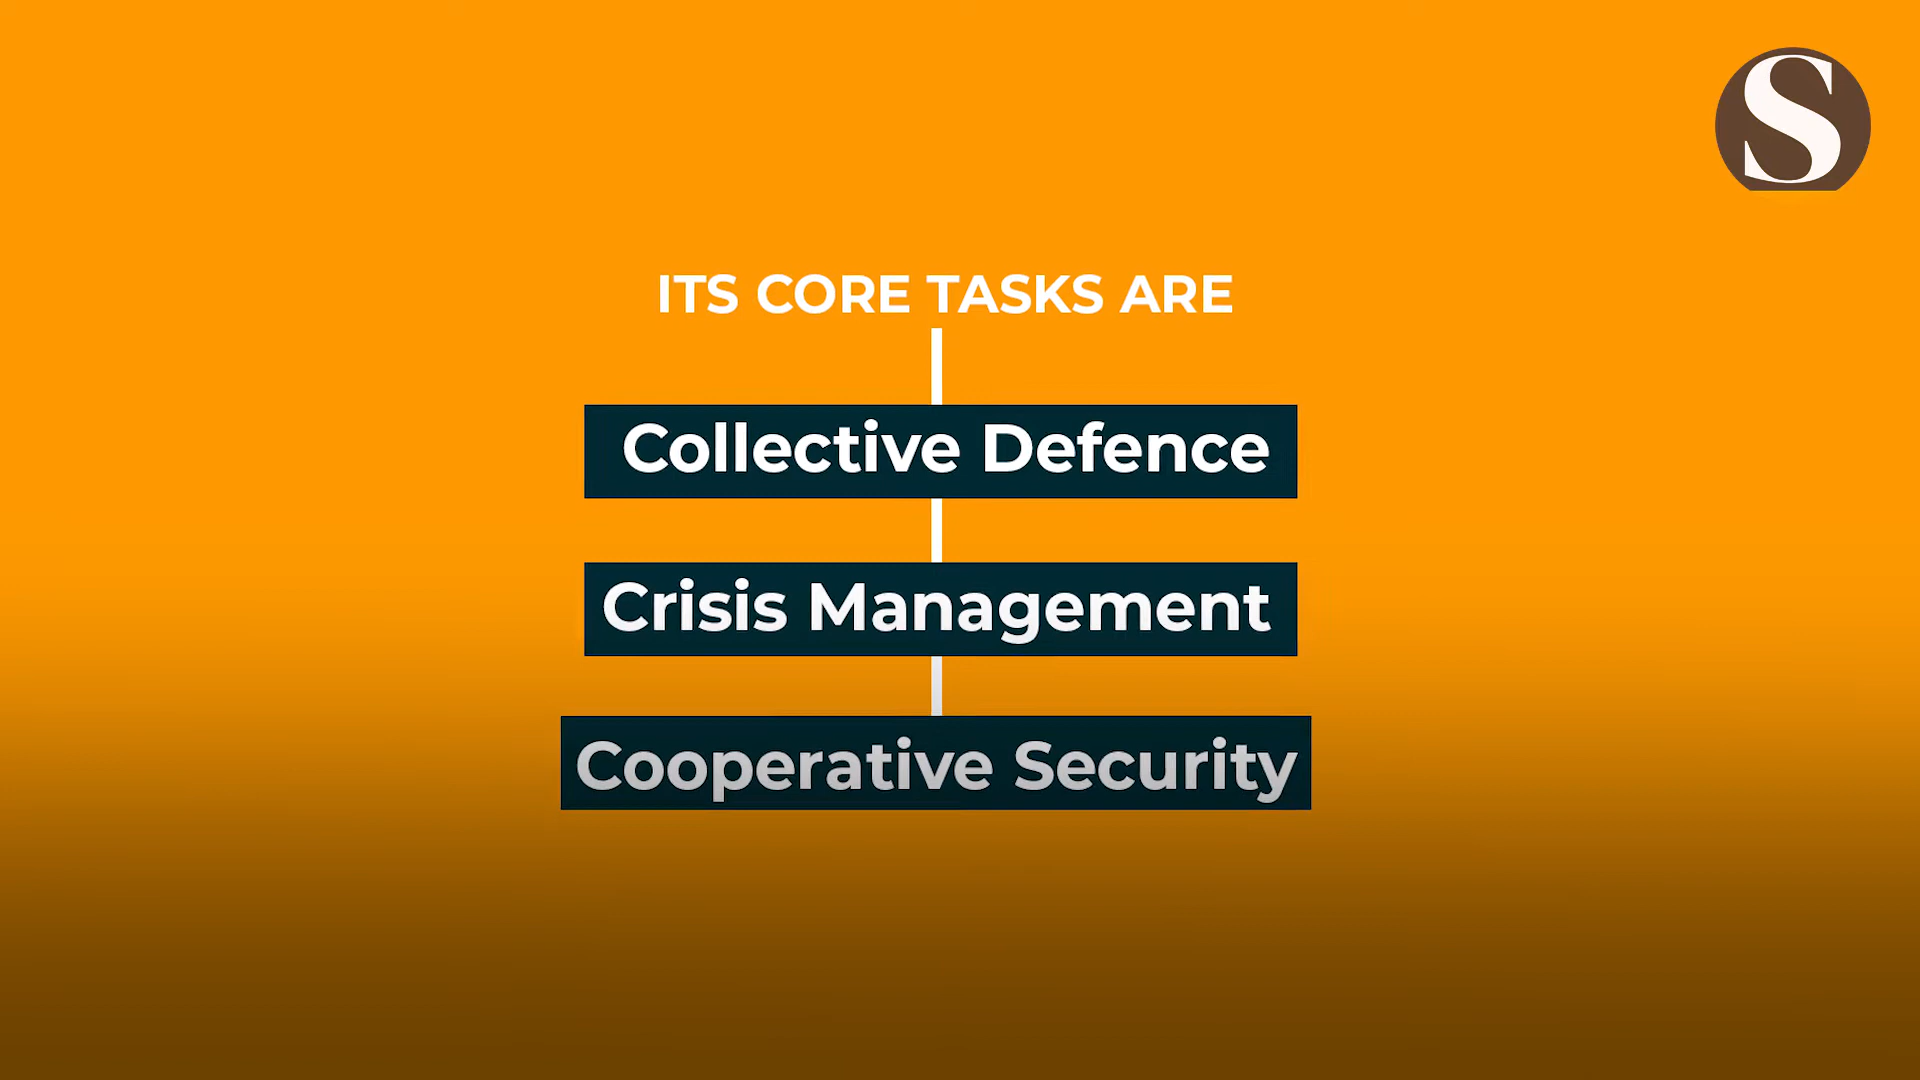 S
ITS CORE TASKS ARE
Collective Defence
Crisis Management
Cooperative Security